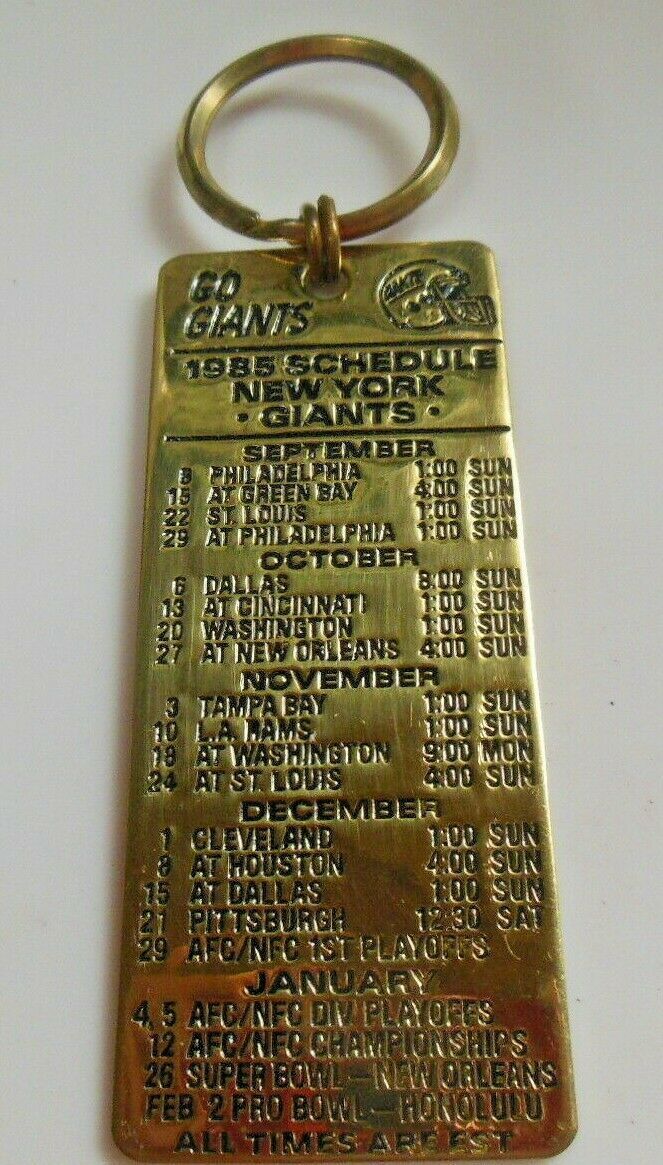 GO
GIANTS
GIANTS
1985 SCHEDULE
NEW YORK
· GIANTS ·
SEPTEMBER
8 PHILADELPHIA 1:00 SUN
15 AT GREEN BAY 4:00 SUN
22 ST. LOUIS 1:00 SUN
29 AT PHILADELPHIA 1:00 SUN
OCTOBER
6 DALLAS 8:00 SUN
13 AT CINCINNATI 1:00 SUN
20 WASHINGTON 1:00 SUN
27 AT NEW ORLEANS 4:00 SUN
NOVEMBER
3 TAMPA BAY 1:00 SUN
10 L.A. RAMS 1:00 SUN
18 AT WASHINGTON 9:00 MON
24 AT ST. LOUIS 4:00 SUN
DECEMBER
1 CLEVELAND 1:00 SUN
8 AT HOUSTON 4:00 SUN
15 AT DALLAS 1:00 SUN
21 PITTSBURGH 12:30 SAT
29 AFC/NFC 1ST PLAYOFFS
JANUARY
4, 5 AFC/NFC DIV. PLAYOFFS
12 AFC/NFC CHAMPIONSHIPS
26 SUPER BOWL—NEW ORLEANS
FEB 2 PRO BOWL—HONOLULU
ALL TIMES ARE EST